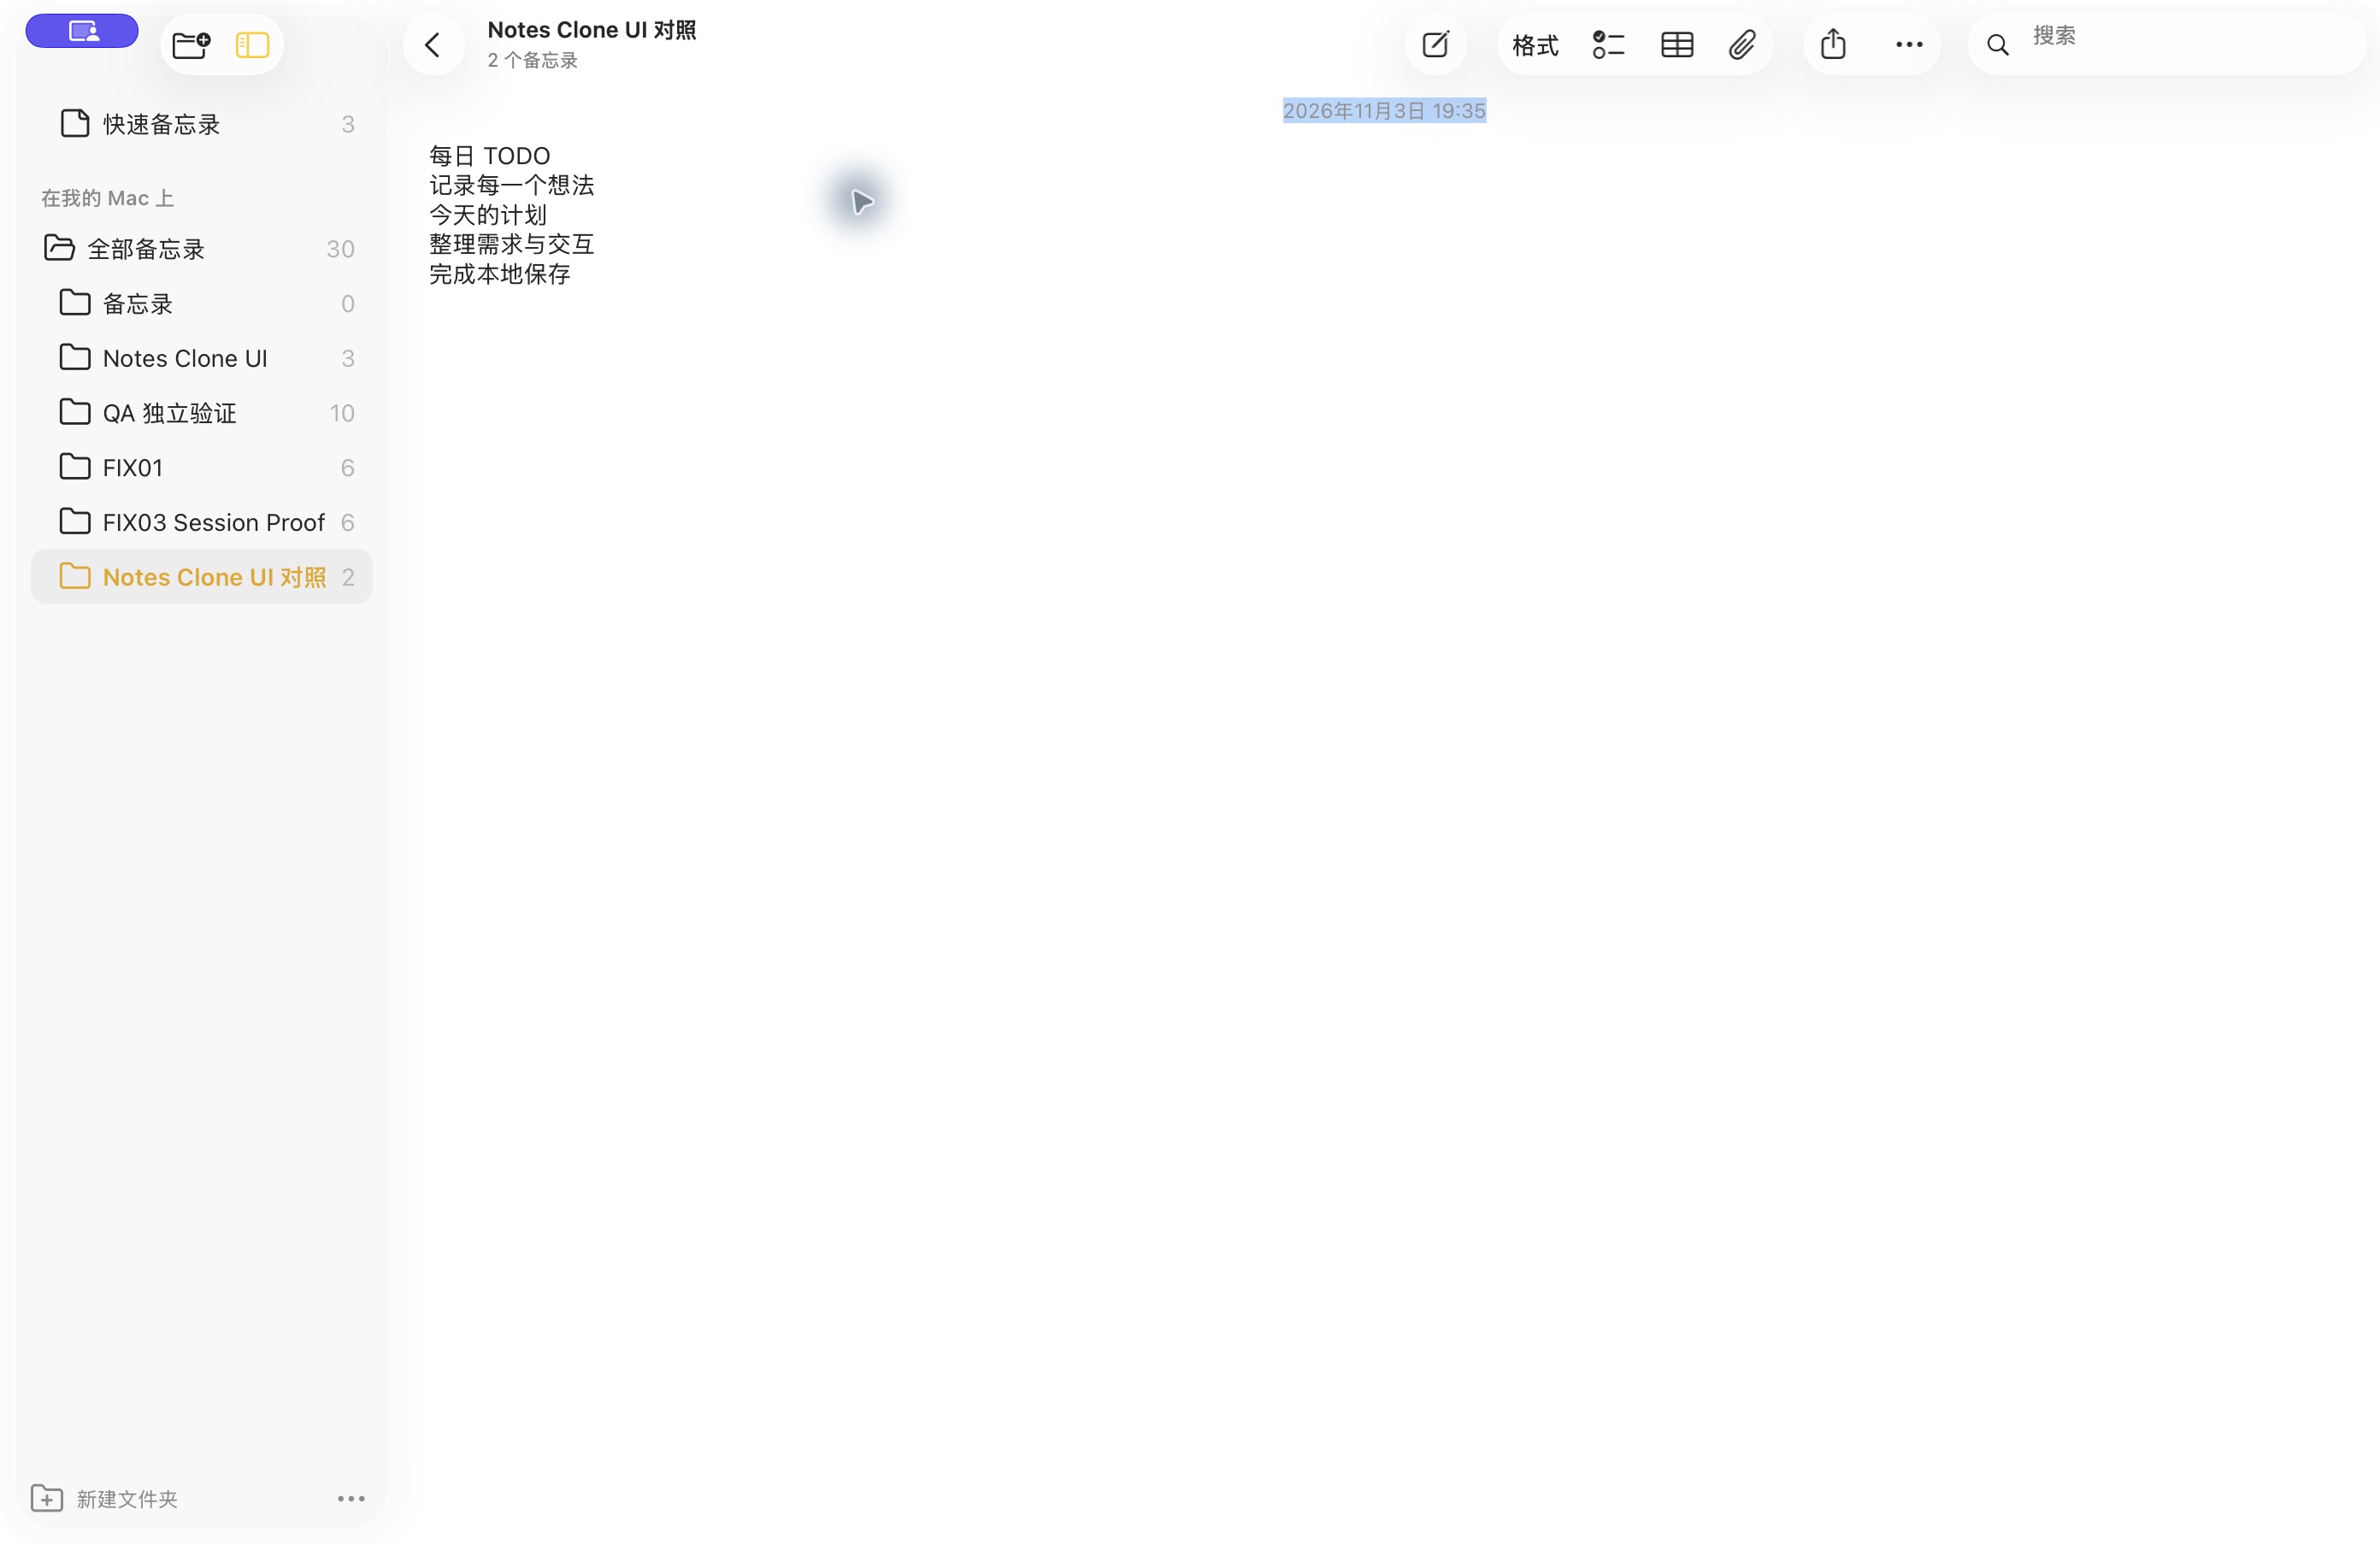 Notes Clone UI 对照
2 个备忘录
格式
搜索
快速备忘录 3
在我的 Mac 上
全部备忘录 30
备忘录 0
Notes Clone UI 3
QA 独立验证 10
FIX01 6
FIX03 Session Proof 6
Notes Clone UI 对照 2
新建文件夹
2026年11月3日 19:35
每日 TODO
记录每一个想法
今天的计划
整理需求与交互
完成本地保存